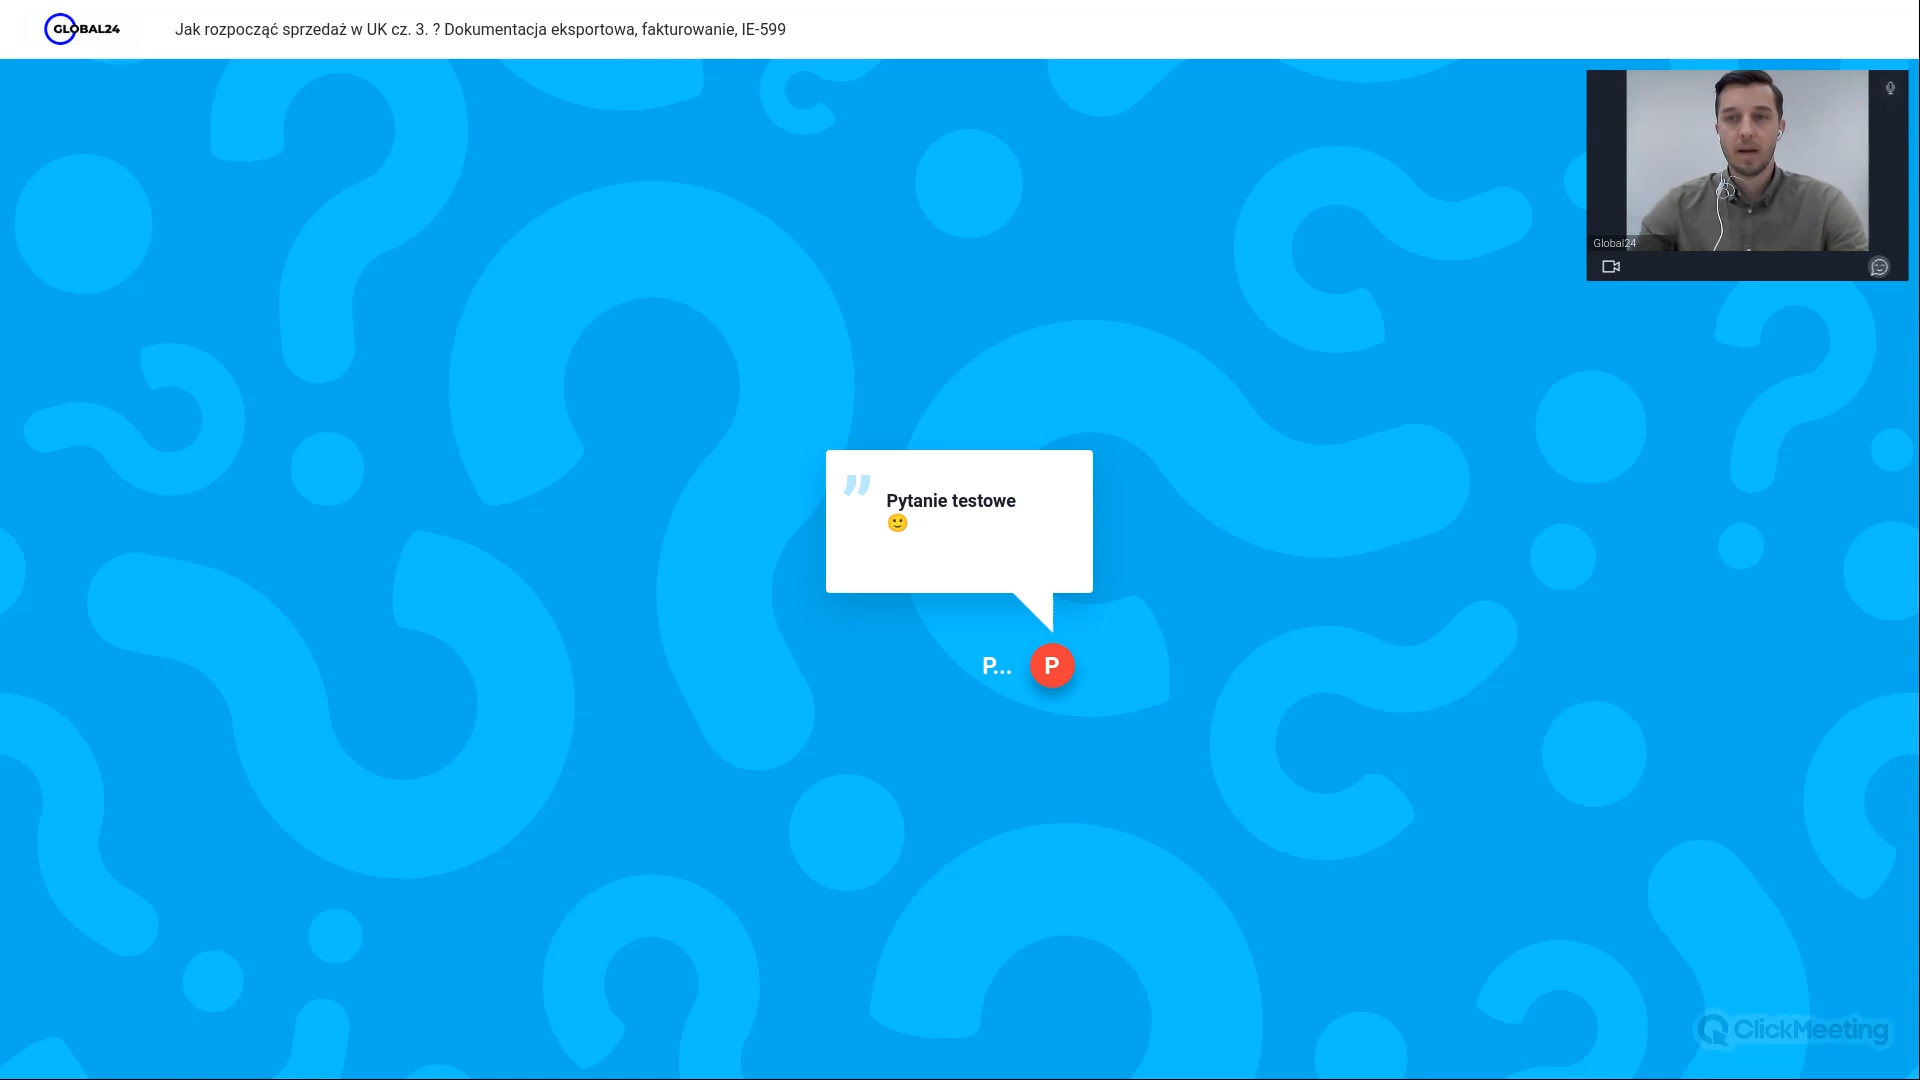 GLOBAL24
Jak rozpocząć sprzedaż w UK cz. 3. ? Dokumentacja eksportowa, fakturowanie, IE-599
Global24
Pytanie testowe
🙂
P...
P
ClickMeeting